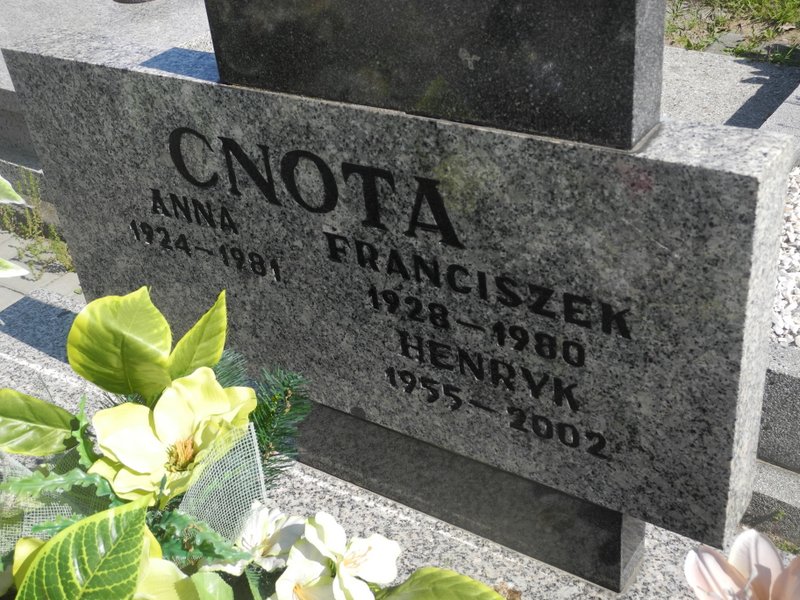 CNOTA
ANNA
1924-1981
FRANCISZEK
1928-1980
HENRYK
1955-2002